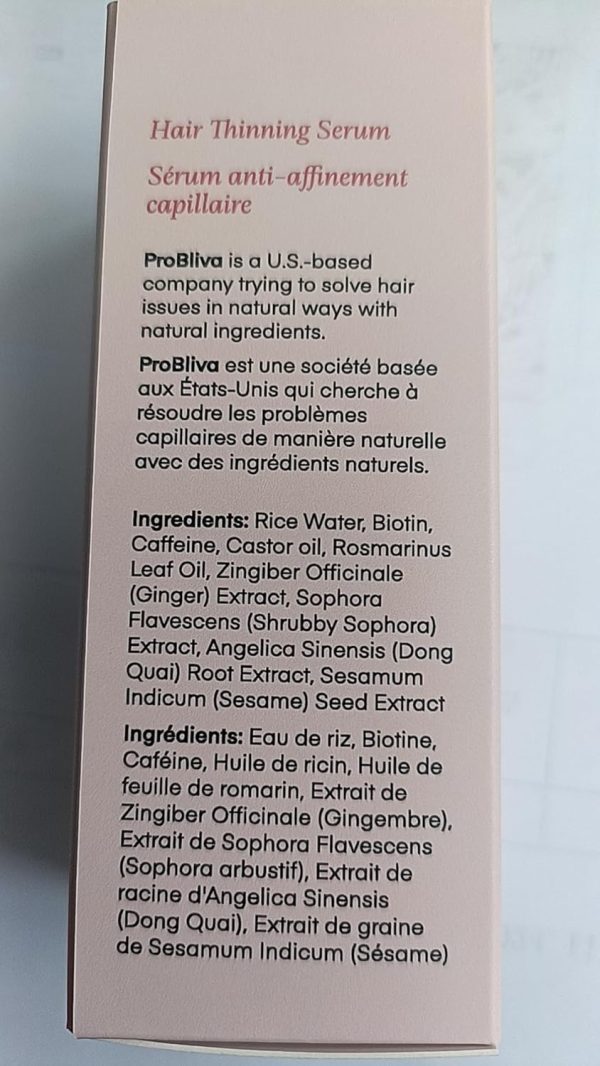 Hair Thinning Serum
Sérum anti-affinement
capillaire
ProBliva is a U.S.-based
company trying to solve hair
issues in natural ways with
natural ingredients.
ProBliva est une société basée
aux États-Unis qui cherche à
résoudre les problèmes
capillaires de manière naturelle
avec des ingrédients naturels.
Ingredients: Rice Water, Biotin,
Caffeine, Castor oil, Rosmarinus
Leaf Oil, Zingiber Officinale
(Ginger) Extract, Sophora
Flavescens (Shrubby Sophora)
Extract, Angelica Sinensis (Dong
Quai) Root Extract, Sesamum
Indicum (Sesame) Seed Extract
Ingrédients: Eau de riz, Biotine,
Caféine, Huile de ricin, Huile de
feuille de romarin, Extrait de
Zingiber Officinale (Gingembre),
Extrait de Sophora Flavescens
(Sophora arbustif), Extrait de
racine d'Angelica Sinensis
(Dong Quai), Extrait de graine
de Sesamum Indicum (Sésame)